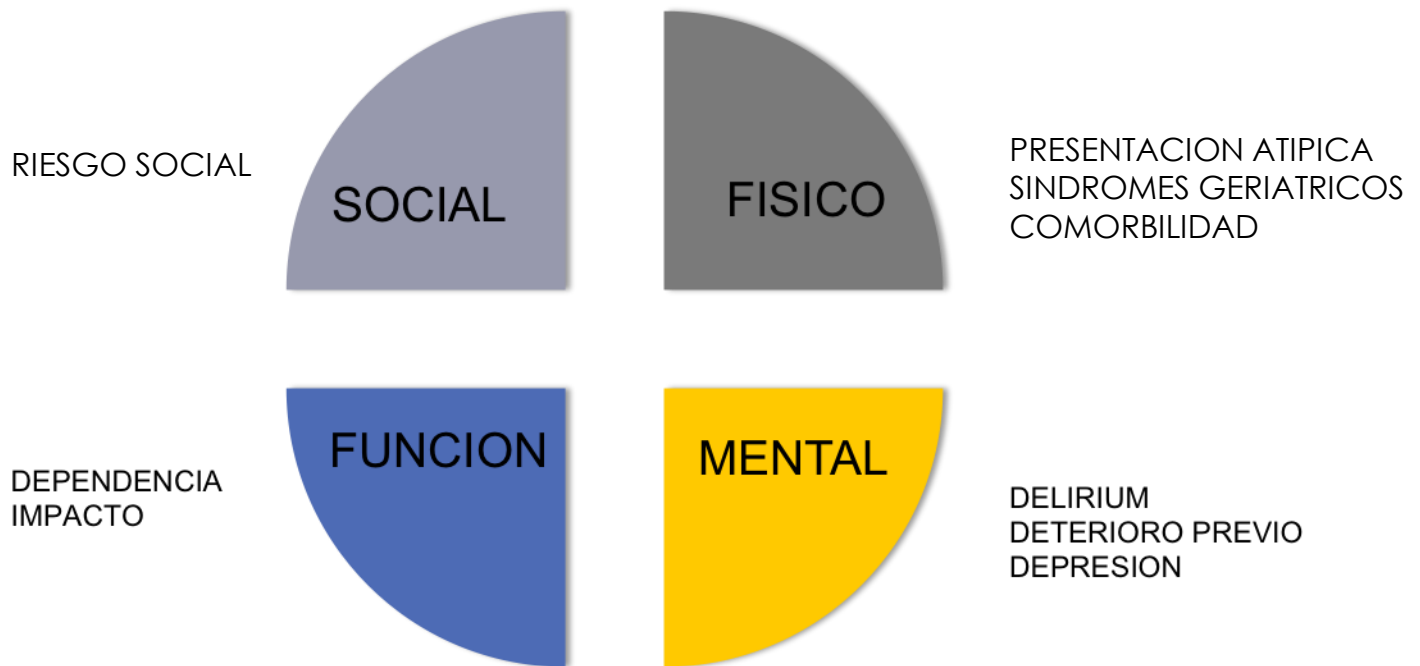 RIESGO SOCIAL
SOCIAL
FISICO
PRESENTACION ATIPICA
SINDROMES GERIATRICOS
COMORBILIDAD
DEPENDENCIA
IMPACTO
FUNCION
MENTAL
DELIRIUM
DETERIORO PREVIO
DEPRESION